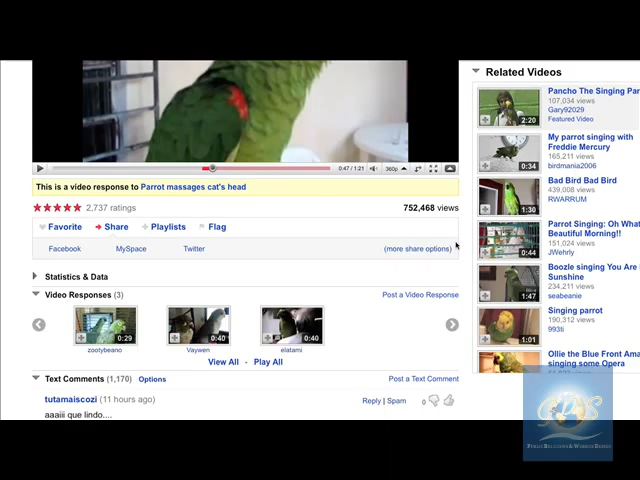 0:47 / 1:21
360p
This is a video response to Parrot massages cat's head
2,737 ratings
752,468 views
Favorite
Share
Playlists
Flag
Facebook
MySpace
Twitter
(more share options)
Statistics & Data
Video Responses (3)
Post a Video Response
0:29
0:40
0:40
zootybeano
Vaywen
elatami
View All - Play All
Text Comments (1,170) Options
Post a Text Comment
tutamaiscozi (11 hours ago)
Reply | Spam
0
aaaiii que lindo....
Related Videos
2:20
Pancho The Singing Par
107,034 views
Gary92029
Featured Video
0:34
My parrot singing with
Freddie Mercury
165,211 views
birdmania2006
1:30
Bad Bird Bad Bird
439,008 views
RWARRUM
0:44
Parrot Singing: Oh What
Beautiful Morning!!
151,024 views
JWehrly
1:47
Boozle singing You Are
Sunshine
234,211 views
seabeanie
1:01
Singing parrot
190,312 views
993ti
Ollie the Blue Front Ama
singing some Opera